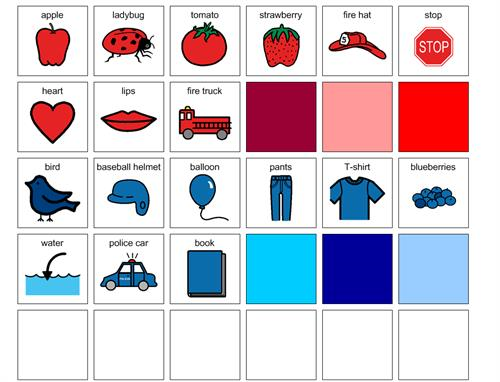 apple
ladybug
tomato
strawberry
fire hat
stop
5
STOP
heart
lips
fire truck
bird
baseball helmet
balloon
pants
T-shirt
blueberries
water
police car
book